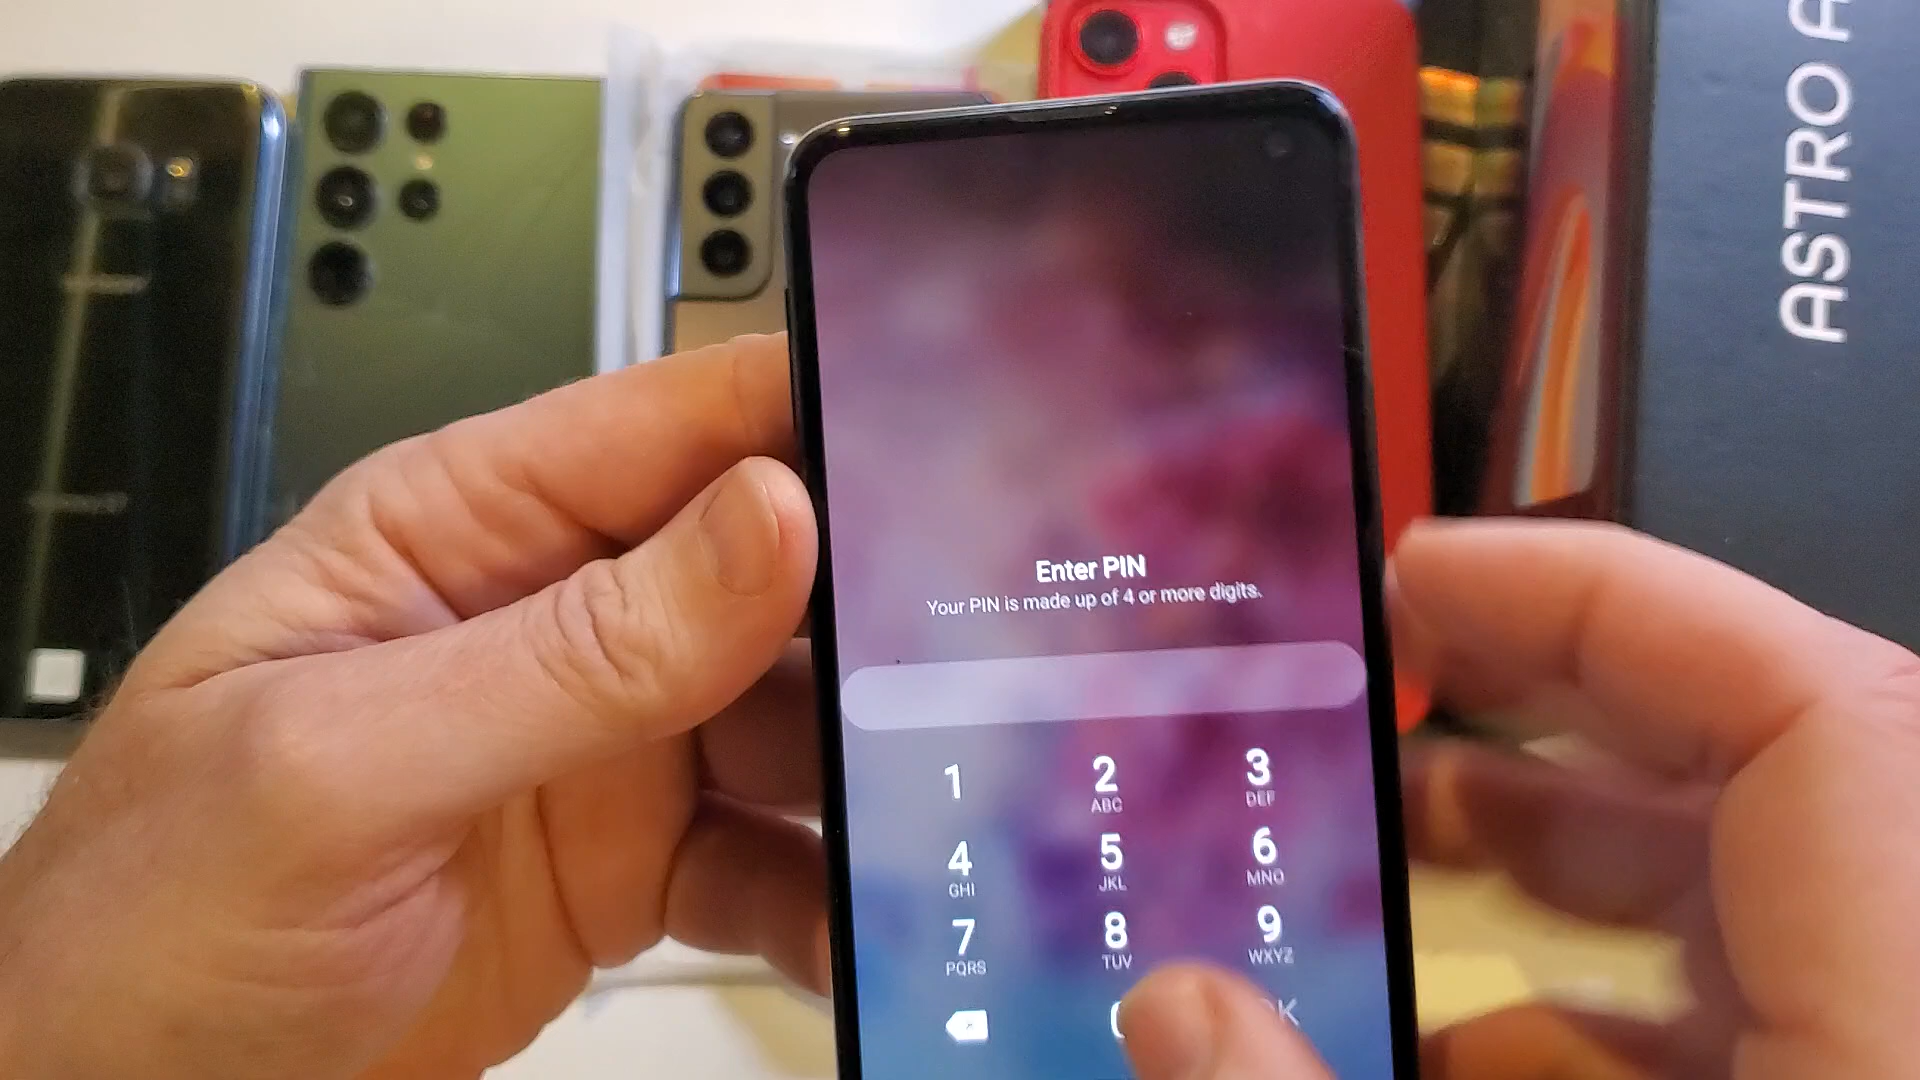 ASTRO A
Enter PIN
Your PIN is made up of 4 or more digits.
1
2
3
ABC
DEF
4
5
6
GHI
JKL
MNO
7
8
9
PQRS
TUV
WXYZ